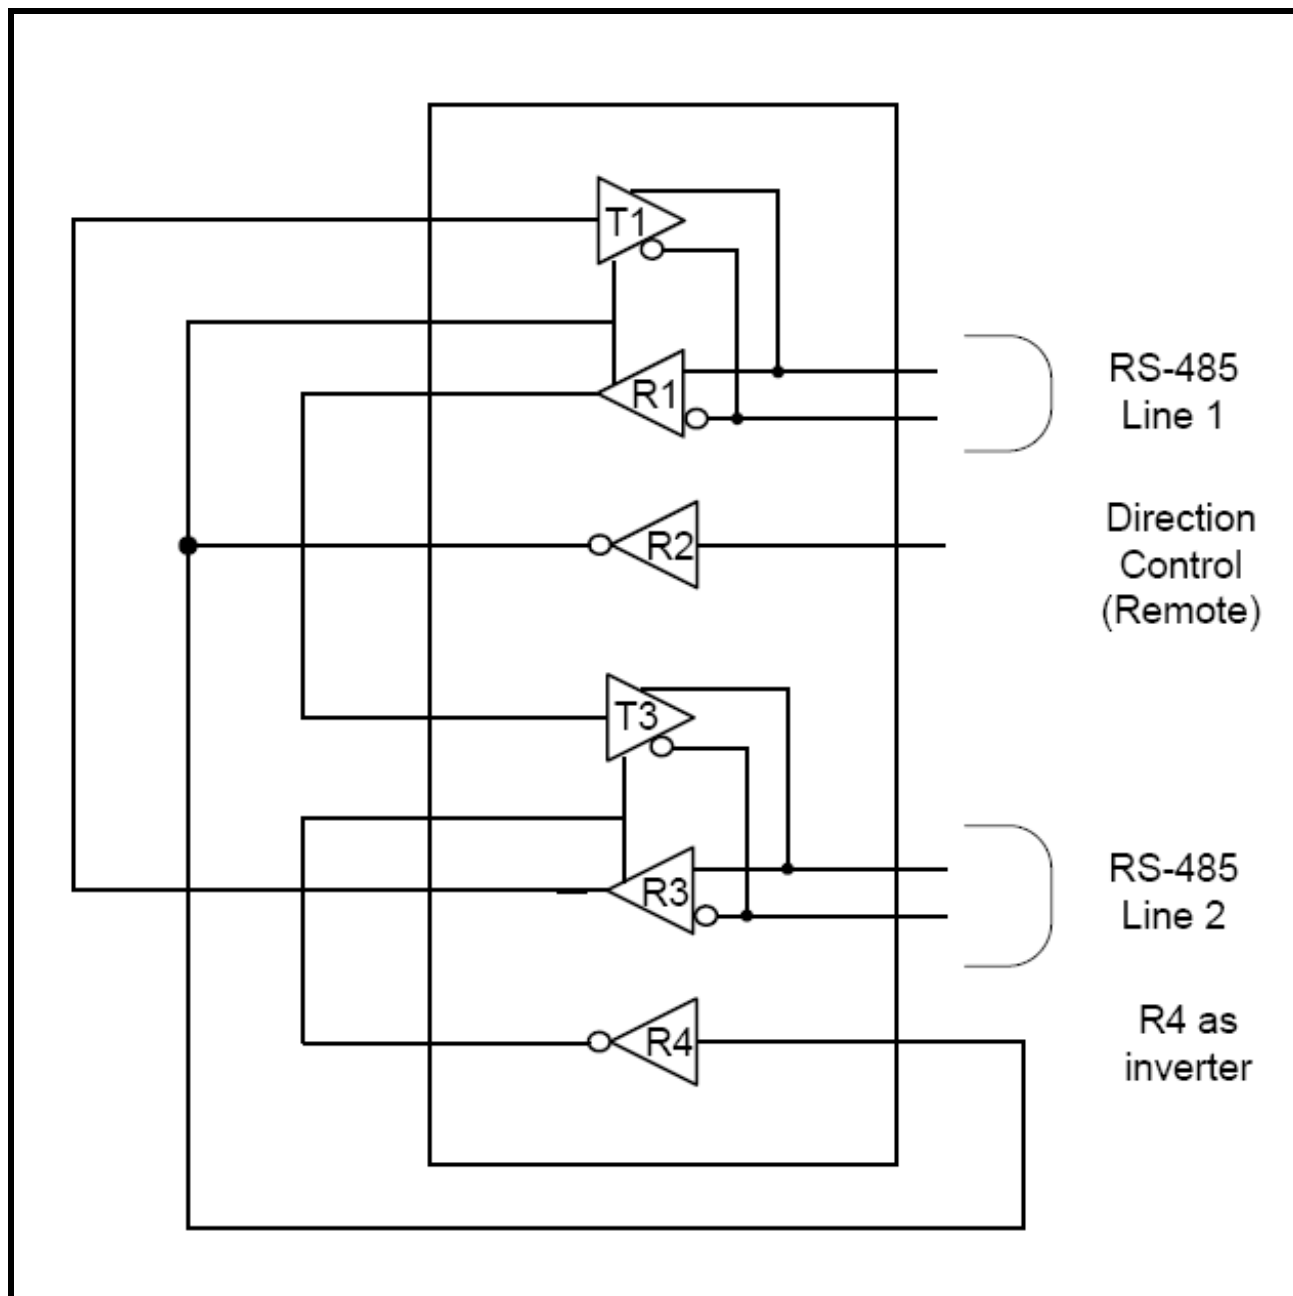 T1
R1
RS-485
Line 1
R2
Direction
Control
(Remote)
T3
R3
RS-485
Line 2
R4
R4 as
inverter